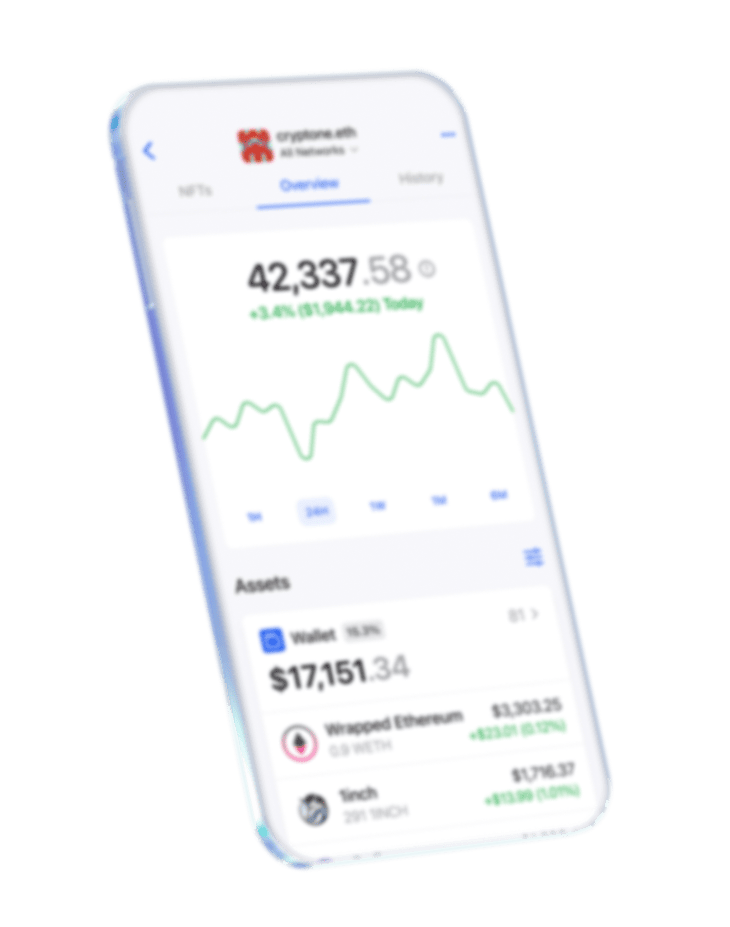 cryptone.eth
All Networks
NFTs Overview History
42,337.58
+3.4% ($1,944.22) Today
1H 24H 1W 1M 6M
Assets
Wallet
81
$17,151.34
Wrapped Ethereum $3,303.25
0.9 WETH +$23.01 (0.12%)
1inch $1,716.37
291 1INCH +$13.99 (1.01%)